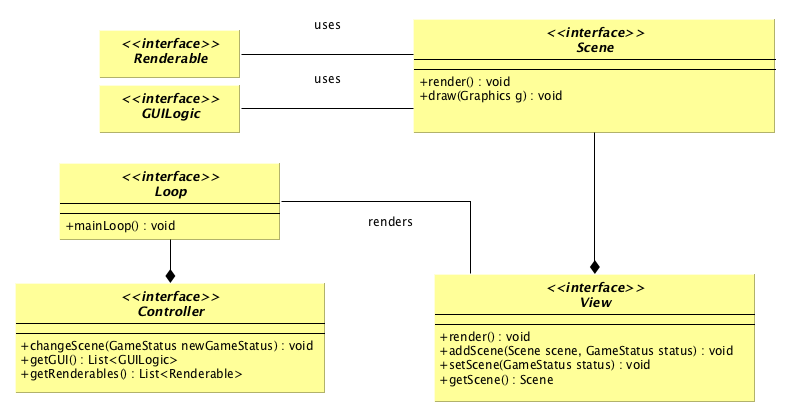 uses
<<interface>>
Renderable
<<interface>>
Scene
+render() : void
+draw(Graphics g) : void
uses
<<interface>>
GUILogic
<<interface>>
Loop
+mainLoop() : void
renders
<<interface>>
Controller
+changeScene(GameStatus newGameStatus) : void
+getGUI() : List<GUILogic>
+getRenderables() : List<Renderable>
<<interface>>
View
+render() : void
+addScene(Scene scene, GameStatus status) : void
+setScene(GameStatus status) : void
+getScene() : Scene